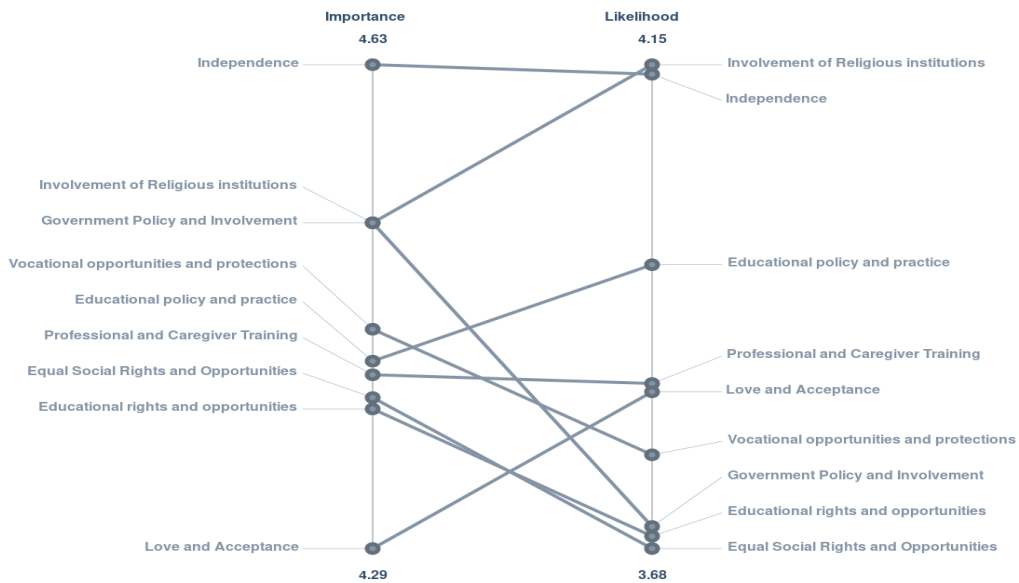 Importance
4.63
Likelihood
4.15
Independence
Involvement of Religious institutions
Government Policy and Involvement
Vocational opportunities and protections
Educational policy and practice
Professional and Caregiver Training
Equal Social Rights and Opportunities
Educational rights and opportunities
Love and Acceptance
4.29
Involvement of Religious institutions
Independence
Educational policy and practice
Professional and Caregiver Training
Love and Acceptance
Vocational opportunities and protections
Government Policy and Involvement
Educational rights and opportunities
Equal Social Rights and Opportunities
3.68